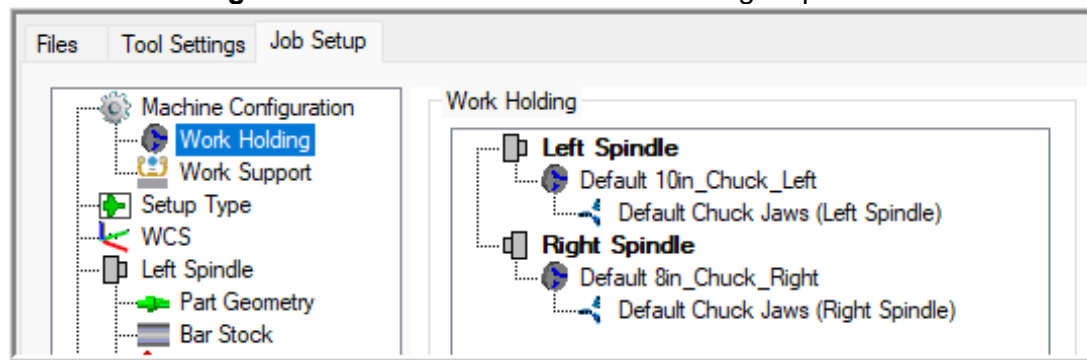 Files Tool Settings Job Setup
Machine Configuration
Work Holding
Work Support
Setup Type
WCS
Left Spindle
Part Geometry
Bar Stock
Work Holding
Left Spindle
Default 10in_Chuck_Left
Default Chuck Jaws (Left Spindle)
Right Spindle
Default 8in_Chuck_Right
Default Chuck Jaws (Right Spindle)